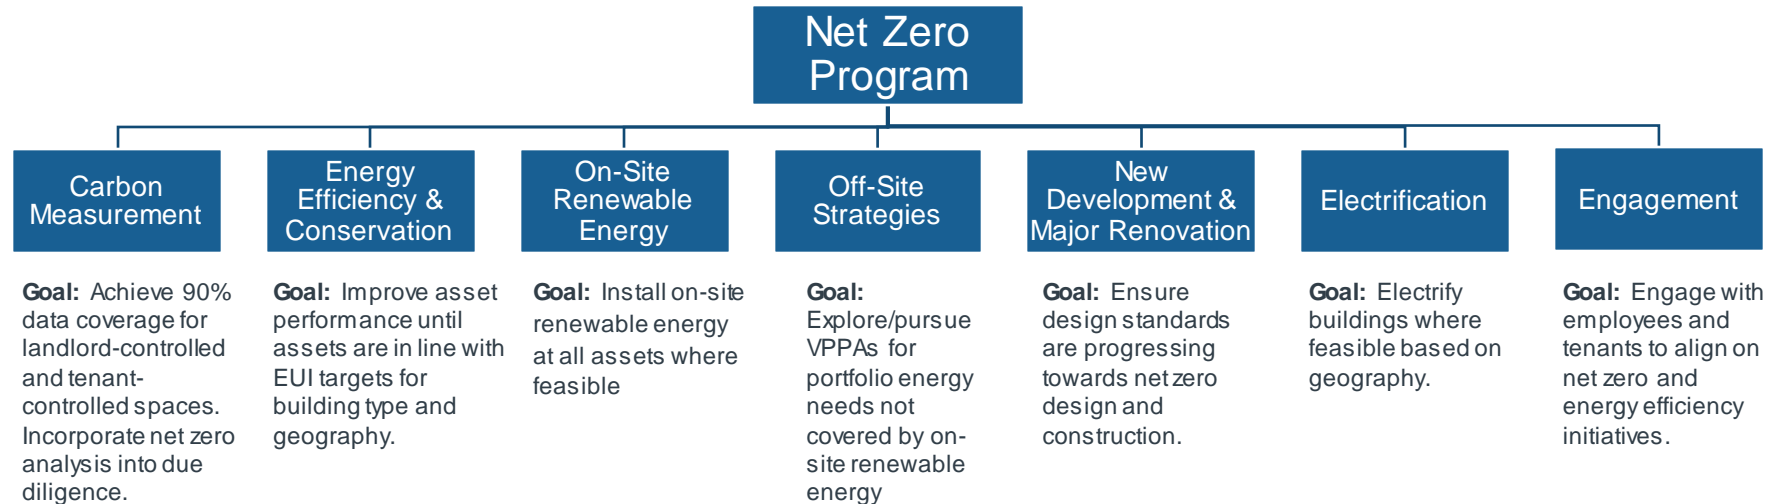 Net Zero
Program
Carbon
Measurement
Energy
Efficiency &
Conservation
On-Site
Renewable
Energy
Off-Site
Strategies
New
Development &
Major Renovation
Electrification
Engagement
Goal: Achieve 90%
data coverage for
landlord-controlled
and tenant-
controlled spaces.
Incorporate net zero
analysis into due
diligence.
Goal: Improve asset
performance until
assets are in line with
EUI targets for
building type and
geography.
Goal: Install on-site
renewable energy
at all assets where
feasible
Goal:
Explore/pursue
VPPAs for
portfolio energy
needs not
covered by on-
site renewable
energy
Goal: Ensure
design standards
are progressing
towards net zero
design and
construction.
Goal: Electrify
buildings where
feasible based on
geography.
Goal: Engage with
employees and
tenants to align on
net zero and
energy efficiency
initiatives.